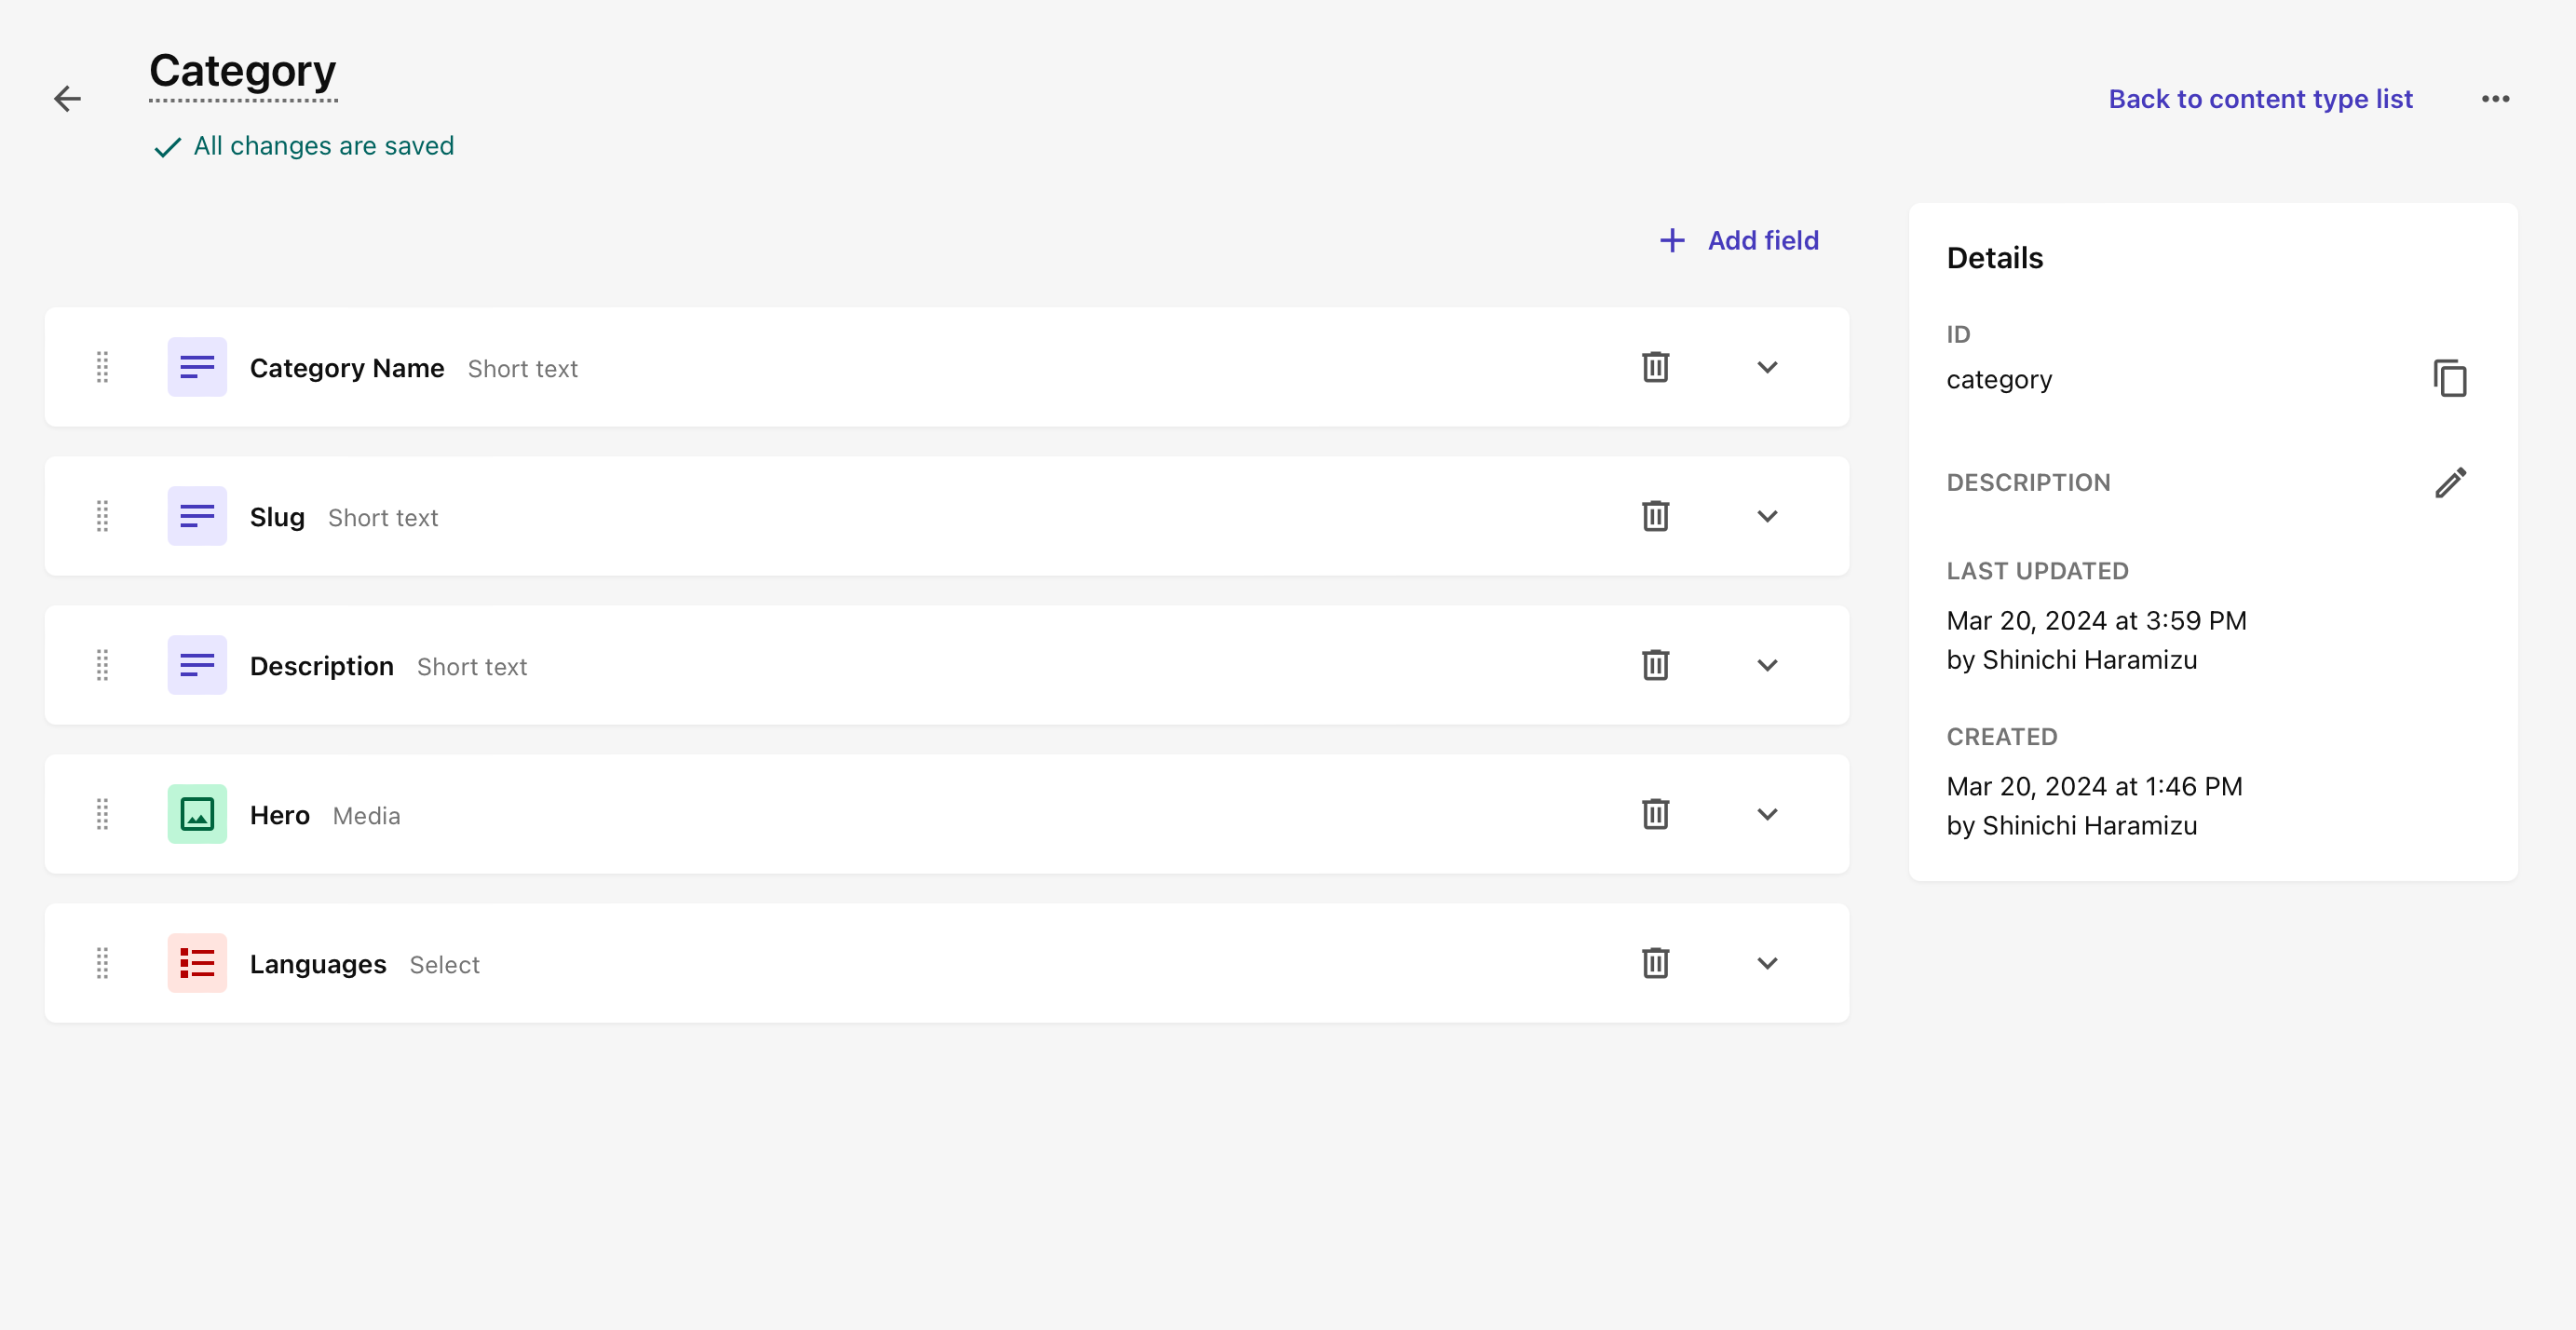 Category
All changes are saved
Back to content type list
Add field
Category Name Short text
Slug Short text
Description Short text
Hero Media
Languages Select
Details
ID
category
DESCRIPTION
LAST UPDATED
Mar 20, 2024 at 3:59 PM
by Shinichi Haramizu
CREATED
Mar 20, 2024 at 1:46 PM
by Shinichi Haramizu